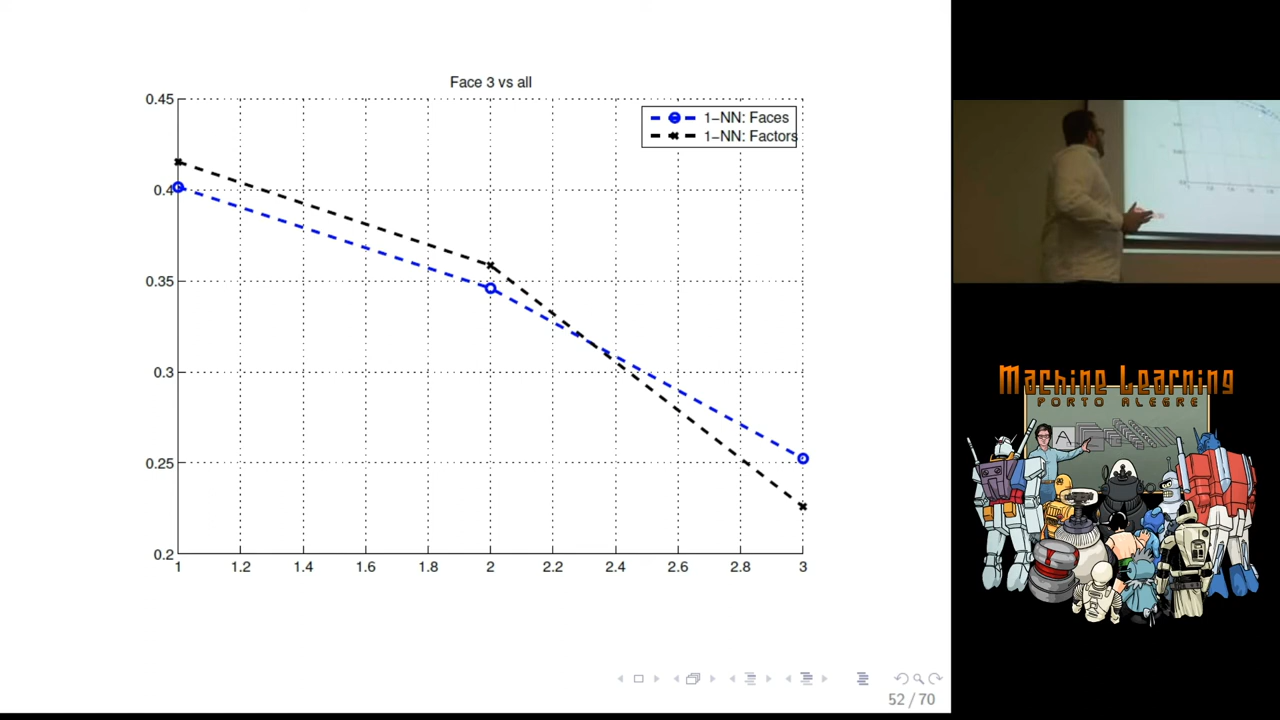 Face 3 vs all
0.45
0.4
0.35
0.3
0.25
0.2
1 1.2 1.4 1.6 1.8 2 2.2 2.4 2.6 2.8 3
1−NN: Faces
1−NN: Factors
52 / 70
Machine Learning
PORTO ALEGRE
A